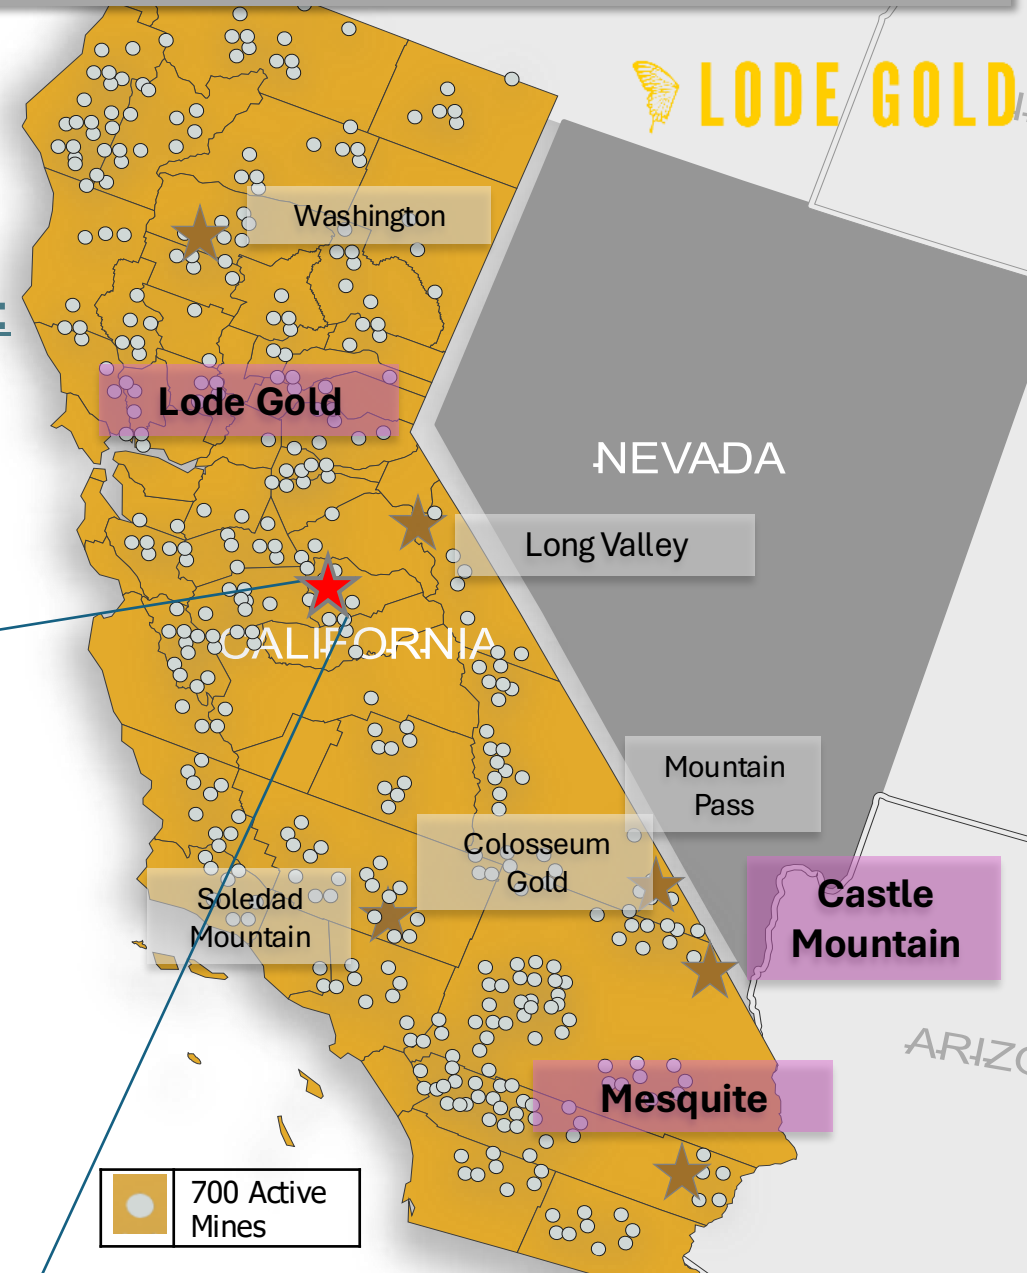 LODE GOLD
Washington
Lode Gold
NEVADA
Long Valley
CALIFORNIA
Mountain
Pass
Colosseum
Gold
Castle
Mountain
Soledad
Mountain
Mesquite
700 Active
Mines